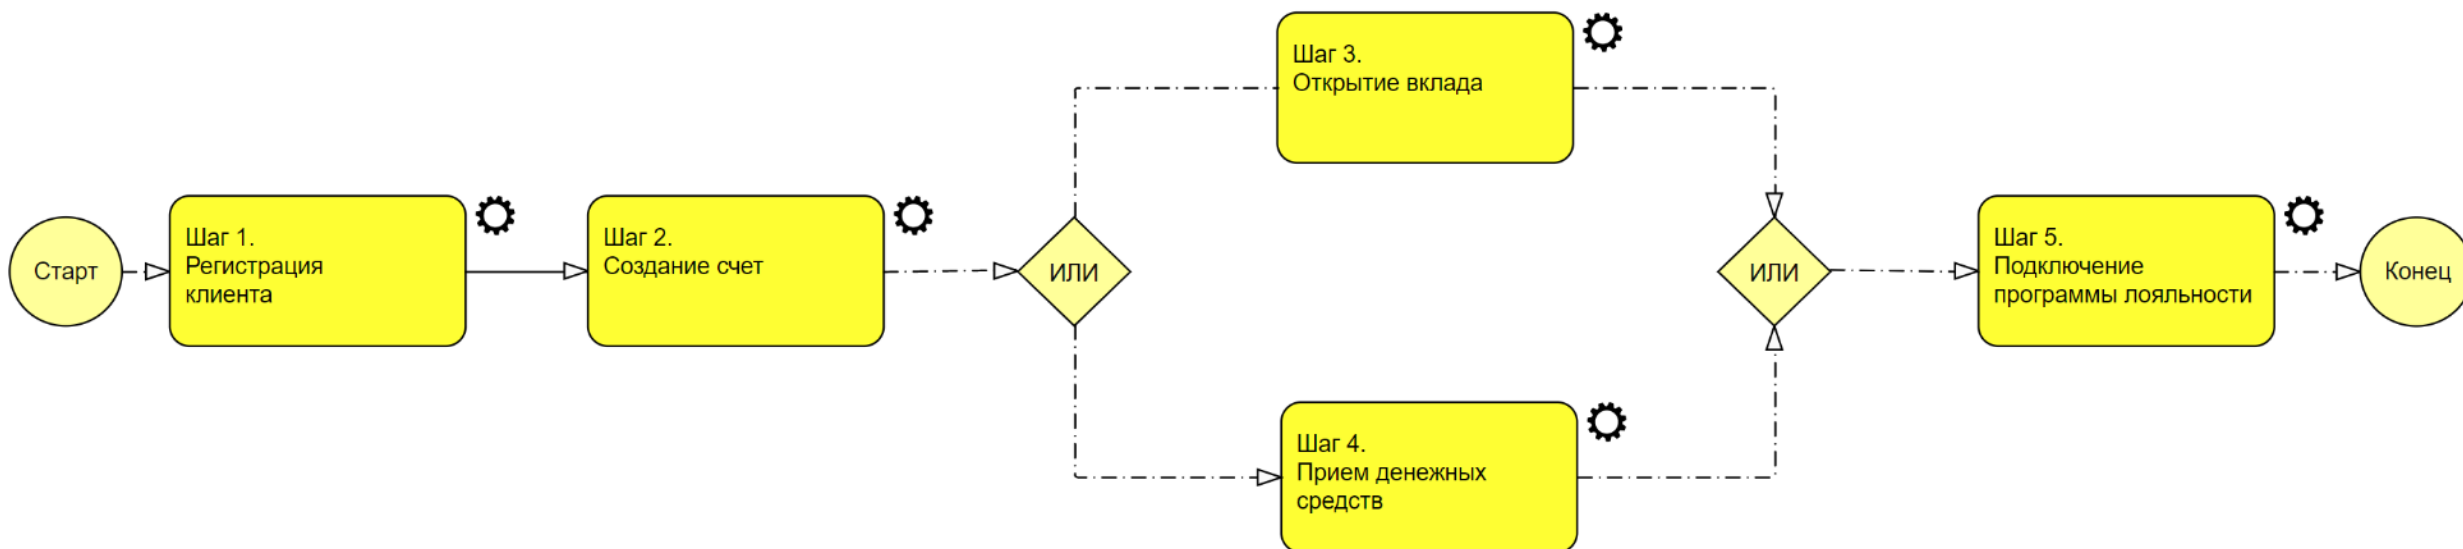 Старт
Шаг 1.
Регистрация
клиента
Шаг 2.
Создание счет
ИЛИ
Шаг 3.
Открытие вклада
Шаг 4.
Прием денежных
средств
ИЛИ
Шаг 5.
Подключение
программы лояльности
Конец